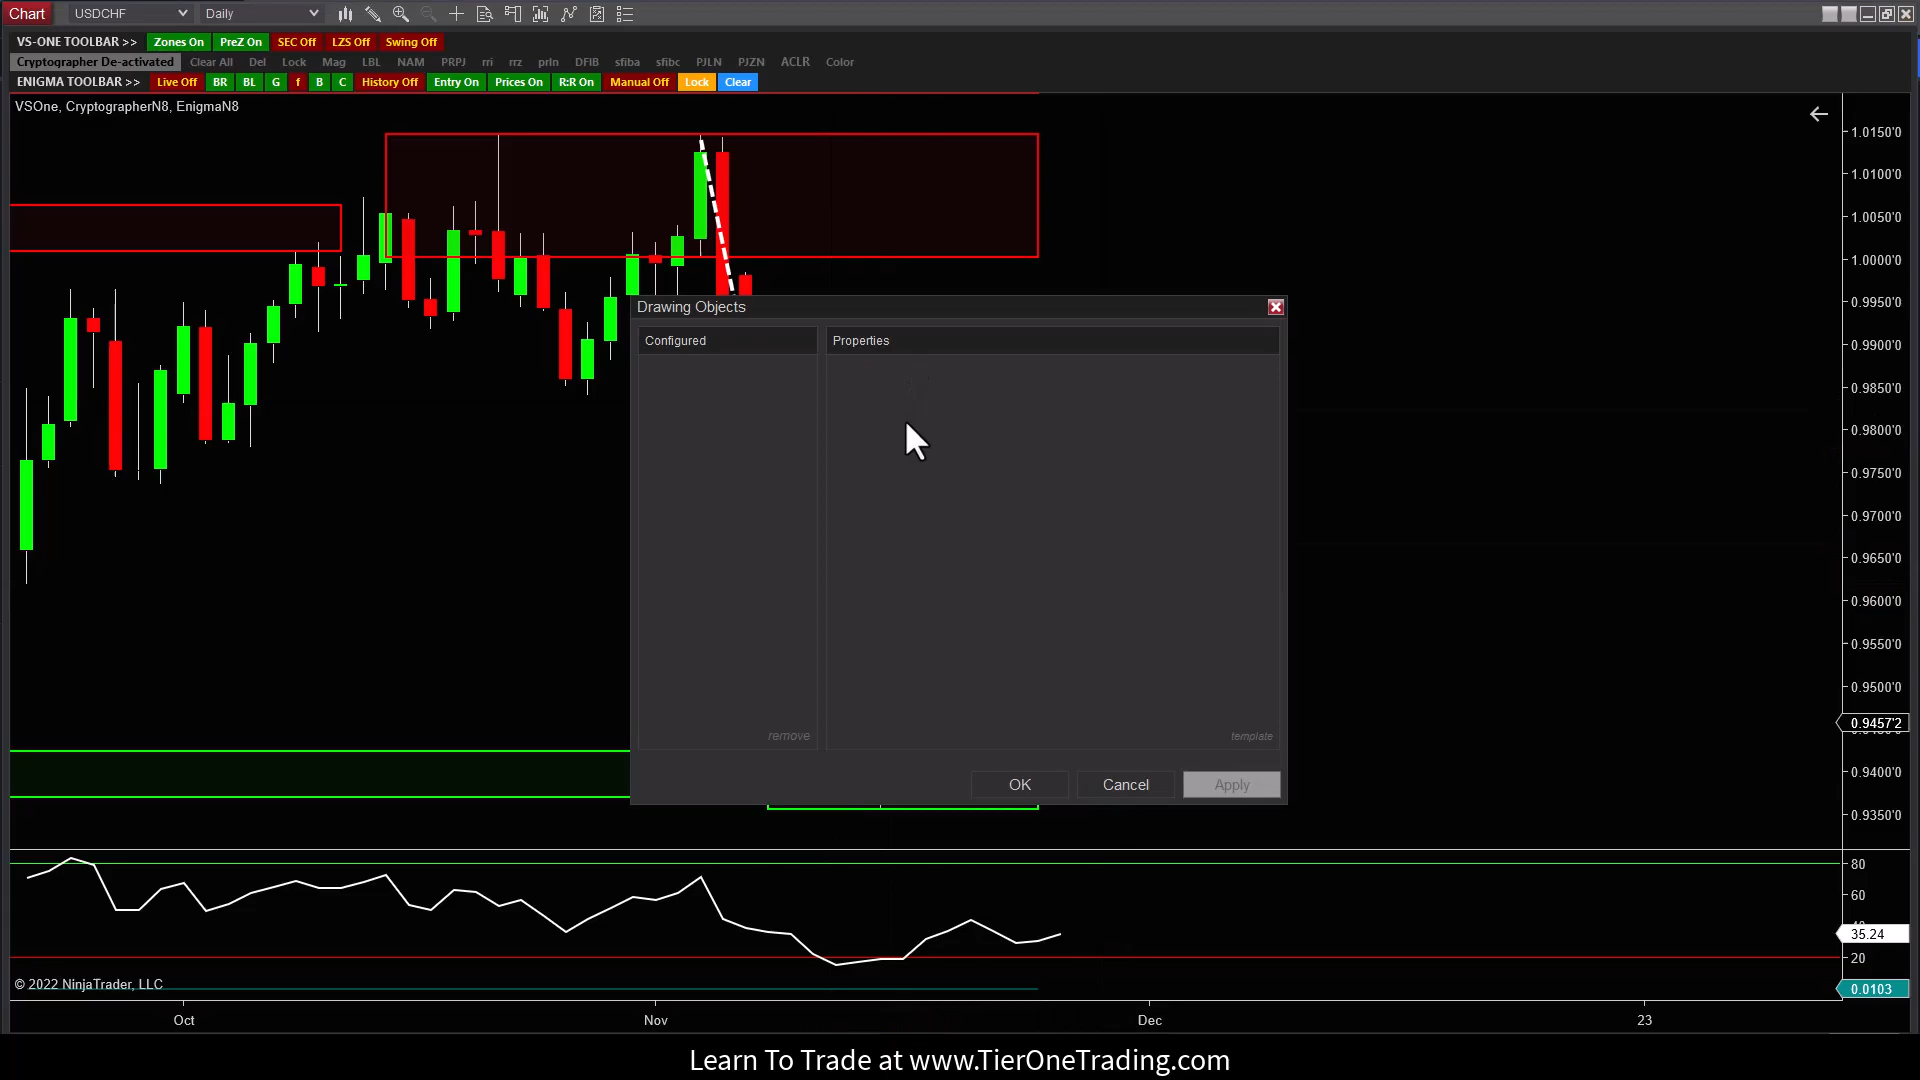 Chart USDCHF Daily
VS-ONE TOOLBAR >> Zones On PreZ On SEC Off LZS Off Swing Off
Cryptographer De-activated Clear All Del Lock Mag LBL NAM PRPJ rri rrz prln DFIB sfiba sfibc PJLN PJZN ACLR Color
ENIGMA TOOLBAR >> Live Off BR BL G f B C History Off Entry On Prices On R:R On Manual Off Lock Clear
VSOne, CryptographerN8, EnigmaN8
1.0150'0
1.0100'0
1.0050'0
1.0000'0
0.9950'0
Drawing Objects
Configured Properties
0.9900'0
0.9850'0
0.9800'0
0.9750'0
0.9700'0
0.9650'0
0.9600'0
0.9550'0
0.9500'0
0.9457'2
remove template
0.9400'0
OK Cancel Apply
0.9350'0
80
60
35.24
20
© 2022 NinjaTrader, LLC
0.0103
Oct Nov Dec 23
Learn To Trade at www.TierOneTrading.com